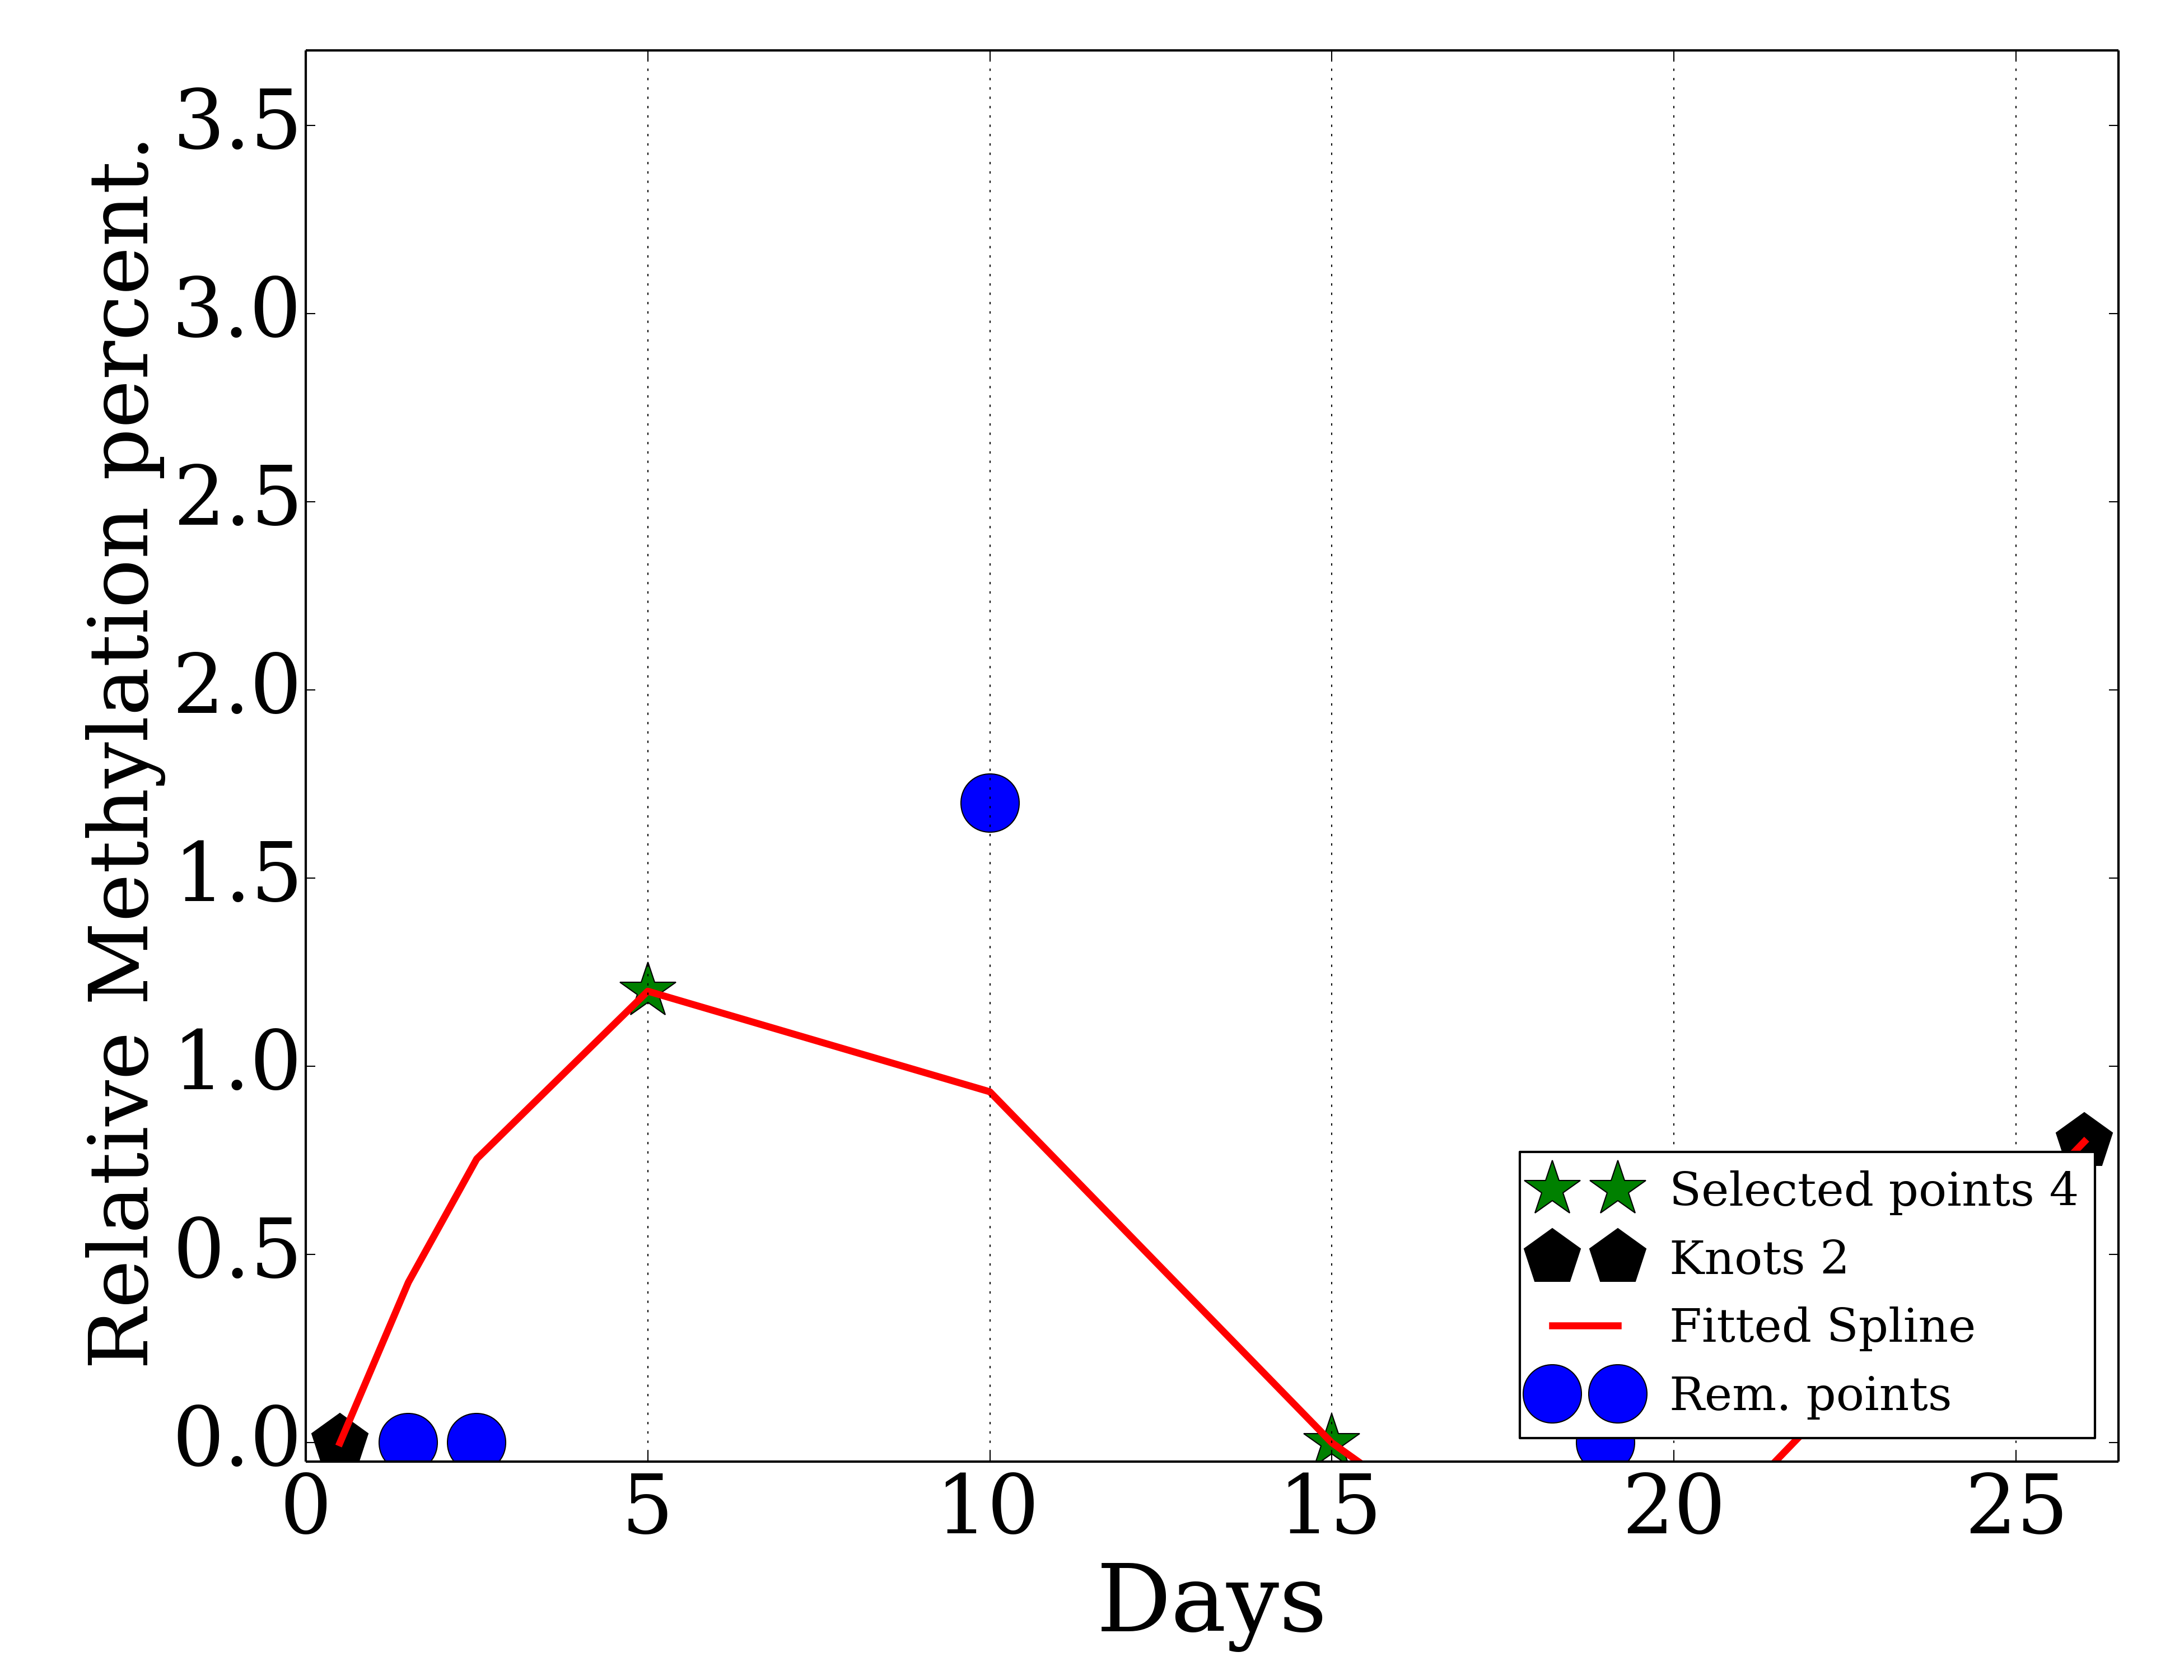 Relative Methylation percent.
3.5
3.0
2.5
2.0
1.5
1.0
0.5
0.0
0 5 10 15 20 25
Days
Selected points 4
Knots 2
Fitted Spline
Rem. points